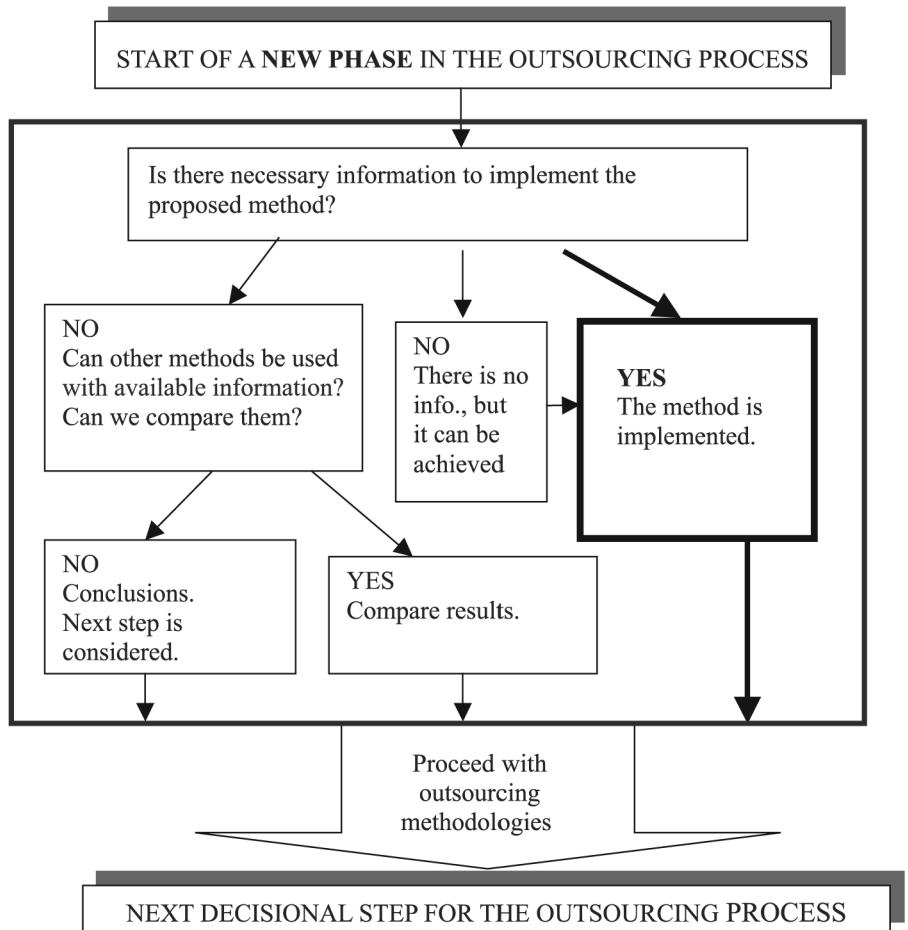 START OF A NEW PHASE IN THE OUTSOURCING PROCESS
Is there necessary information to implement the
proposed method?
NO
Can other methods be used
with available information?
Can we compare them?
NO
There is no
info., but
it can be
achieved
YES
The method is
implemented.
NO
Conclusions.
Next step is
considered.
YES
Compare results.
Proceed with
outsourcing
methodologies
NEXT DECISIONAL STEP FOR THE OUTSOURCING PROCESS